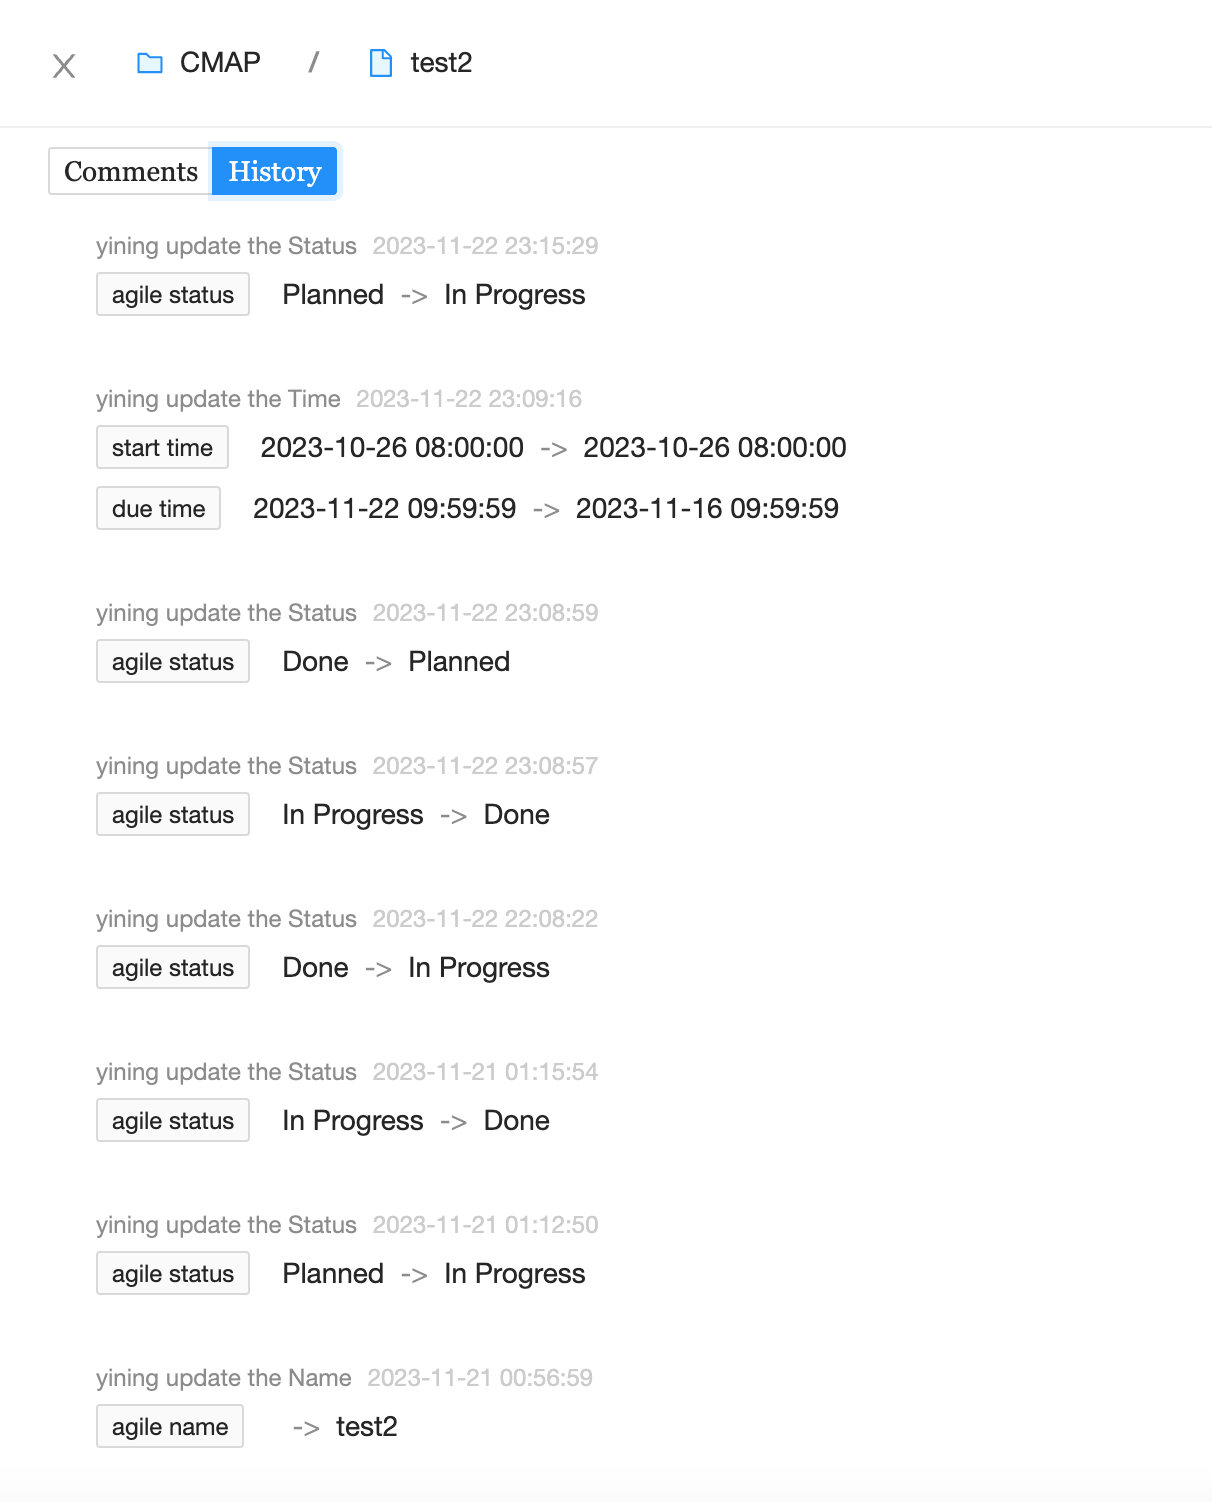 X CMAP / test2
Comments History
yining update the Status 2023-11-22 23:15:29
agile status Planned -> In Progress
yining update the Time 2023-11-22 23:09:16
start time 2023-10-26 08:00:00 -> 2023-10-26 08:00:00
due time 2023-11-22 09:59:59 -> 2023-11-16 09:59:59
yining update the Status 2023-11-22 23:08:59
agile status Done -> Planned
yining update the Status 2023-11-22 23:08:57
agile status In Progress -> Done
yining update the Status 2023-11-22 22:08:22
agile status Done -> In Progress
yining update the Status 2023-11-21 01:15:54
agile status In Progress -> Done
yining update the Status 2023-11-21 01:12:50
agile status Planned -> In Progress
yining update the Name 2023-11-21 00:56:59
agile name -> test2